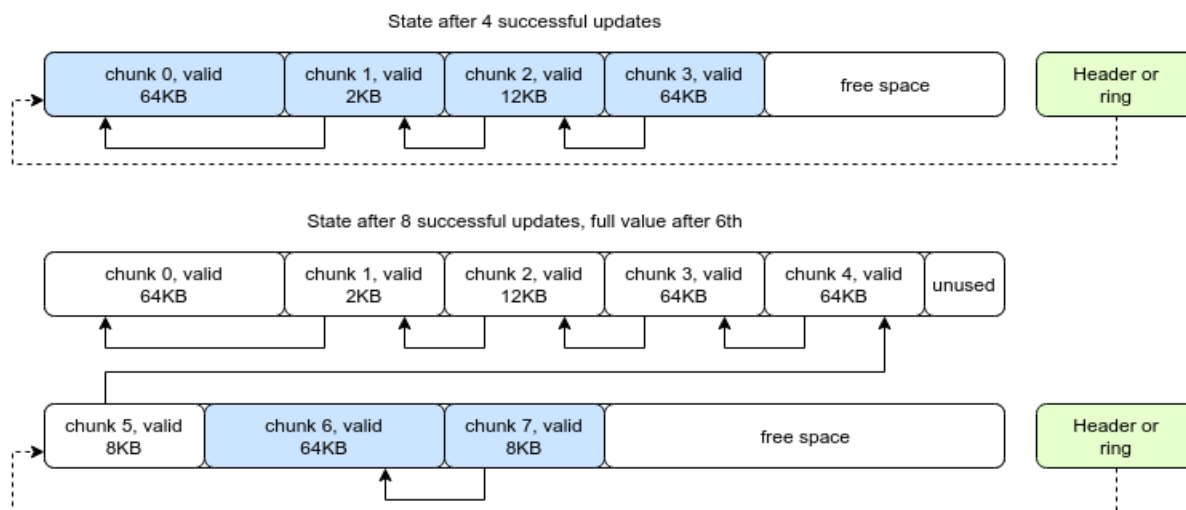 State after 4 successful updates
chunk 0, valid
64KB
chunk 1, valid
2KB
chunk 2, valid
12KB
chunk 3, valid
64KB
free space
Header or
ring
State after 8 successful updates, full value after 6th
chunk 0, valid
64KB
chunk 1, valid
2KB
chunk 2, valid
12KB
chunk 3, valid
64KB
chunk 4, valid
64KB
unused
chunk 5, valid
8KB
chunk 6, valid
64KB
chunk 7, valid
8KB
free space
Header or
ring